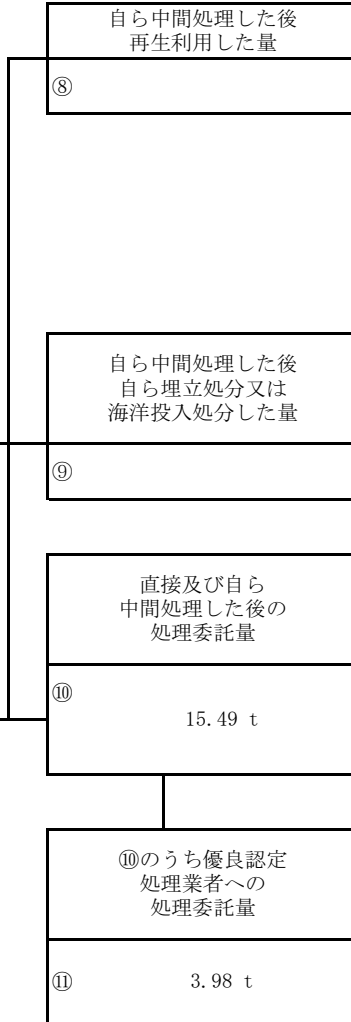 自ら中間処理した後
再生利用した量
⑧
自ら中間処理した後
自ら埋立処分又は
海洋投入処分した量
⑨
直接及び自ら
中間処理した後の
処理委託量
⑩
15.49 t
⑩のうち優良認定
処理業者への
処理委託量
⑪ 3.98 t